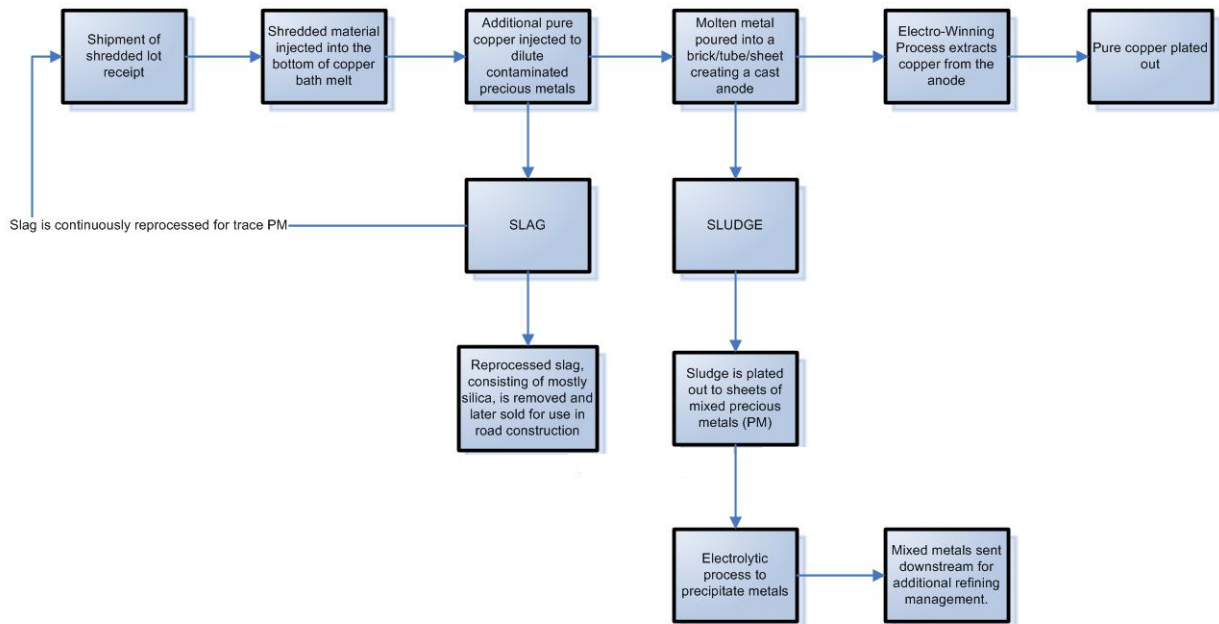 Shipment of
shredded lot
receipt
Shredded material
injected into the
bottom of copper
bath melt
Additional pure
copper injected to
dilute
contaminated
precious metals
Molten metal
poured into a
brick/tube/sheet
creating a cast
anode
Electro-Winning
Process extracts
copper from the
anode
Pure copper plated
out
Slag is continuously reprocessed for trace PM
SLAG
SLUDGE
Reprocessed slag,
consisting of mostly
silica, is removed and
later sold for use in
road construction
Sludge is plated
out to sheets of
mixed precious
metals (PM)
Electrolytic
process to
precipitate metals
Mixed metals sent
downstream for
additional refining
management.